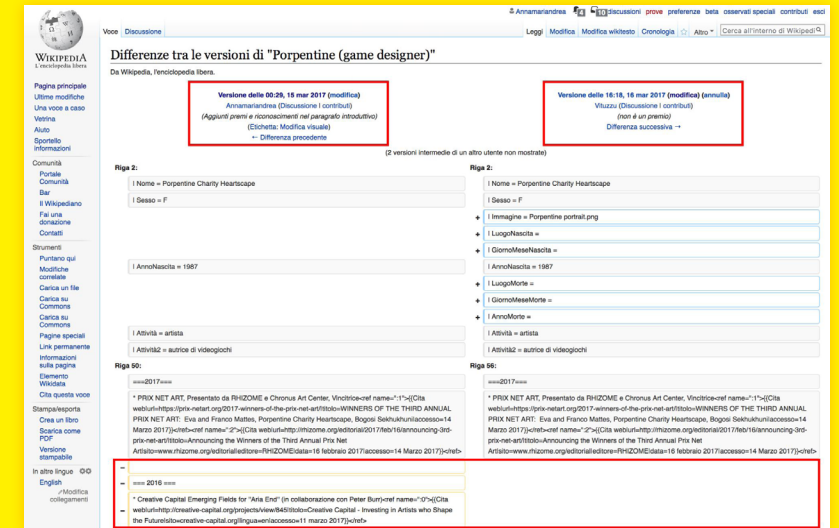 Annamariandrea 4 10 discussioni prove preferenze beta osservati speciali contributi esci
Voce Discussione Leggi Modifica Modifica wikitesto Cronologia Altro Cerca all'interno di Wikipedi
WIKIPEDIA
L'enciclopedia libera
Differenze tra le versioni di "Porpentine (game designer)"
Da Wikipedia, l'enciclopedia libera.
Pagina principale
Ultime modifiche
Una voce a caso
Vetrina
Aiuto
Sportello
informazioni
Comunità
Portale
Comunità
Bar
Il Wikipediano
Fai una
donazione
Contatti
Strumenti
Puntano qui
Modifiche
correlate
Carica un file
Carica su
Commons
Carica su
Commons
Pagine speciali
Link permanente
Informazioni
sulla pagina
Elemento
Wikidata
Cita questa voce
Stampa/esporta
Crea un libro
Scarica come
PDF
Versione
stampabile
In altre lingue
English
Modifica
collegamenti
Versione delle 00:29, 15 mar 2017 (modifica)
Annamariandrea (Discussione | contributi)
(Aggiunti premi e riconoscimenti nel paragrafo introduttivo)
(Etichetta: Modifica visuale)
← Differenza precedente
Versione delle 16:18, 16 mar 2017 (modifica) (annulla)
Vituzzu (Discussione | contributi)
(non è un premio)
Differenza successiva →
(2 versioni intermedie di un altro utente non mostrate)
Riga 2: Riga 2:
| Nome = Porpentine Charity Heartscape | Nome = Porpentine Charity Heartscape
| Sesso = F | Sesso = F
+ | Immagine = Porpentine portrait.png
+ | LuogoNascita =
+ | GiornoMeseNascita =
| AnnoNascita = 1987 | AnnoNascita = 1987
+ | LuogoMorte =
+ | GiornoMeseMorte =
+ | AnnoMorte =
| Attività = artista | Attività = artista
| Attività2 = autrice di videogiochi | Attività2 = autrice di videogiochi
Riga 50: Riga 56:
===2017=== ===2017===
* PRIX NET ART, Presentato da RHIZOME e Chronus Art Center, Vincitrice<ref name=":1">{{Cita
web|url=https://prix-netart.org/2017-winners-of-the-prix-net-art/|titolo=WINNERS OF THE THIRD ANNUAL
PRIX NET ART: Eva and Franco Mattes, Porpentine Charity Heartscape, Bogosi Sekhukhuni|accesso=14
Marzo 2017}}</ref><ref name=":2">{{Cita web|url=http://rhizome.org/editorial/2017/feb/16/announcing-3rd-
prix-net-art/|titolo=Announcing the Winners of the Third Annual Prix Net
Art|sito=www.rhizome.org/editorial|editore=RHIZOME|data=16 febbraio 2017|accesso=14 Marzo 2017}}</ref>
* PRIX NET ART, Presentato da RHIZOME e Chronus Art Center, Vincitrice<ref name=":1">{{Cita
web|url=https://prix-netart.org/2017-winners-of-the-prix-net-art/|titolo=WINNERS OF THE THIRD ANNUAL
PRIX NET ART: Eva and Franco Mattes, Porpentine Charity Heartscape, Bogosi Sekhukhuni|accesso=14
Marzo 2017}}</ref><ref name=":2">{{Cita web|url=http://rhizome.org/editorial/2017/feb/16/announcing-3rd-
prix-net-art/|titolo=Announcing the Winners of the Third Annual Prix Net
Art|sito=www.rhizome.org/editorial|editore=RHIZOME|data=16 febbraio 2017|accesso=14 Marzo 2017}}</ref>
−
− === 2016 ===
* Creative Capital Emerging Fields for "Aria End" (in collaborazione con Peter Burr)<ref name=":0">{{Cita
− web|url=http://creative-capital.org/projects/view/845|titolo=Creative Capital - Investing in Artists who Shape
the Future|sito=creative-capital.org|lingua=en|accesso=11 marzo 2017}}</ref>